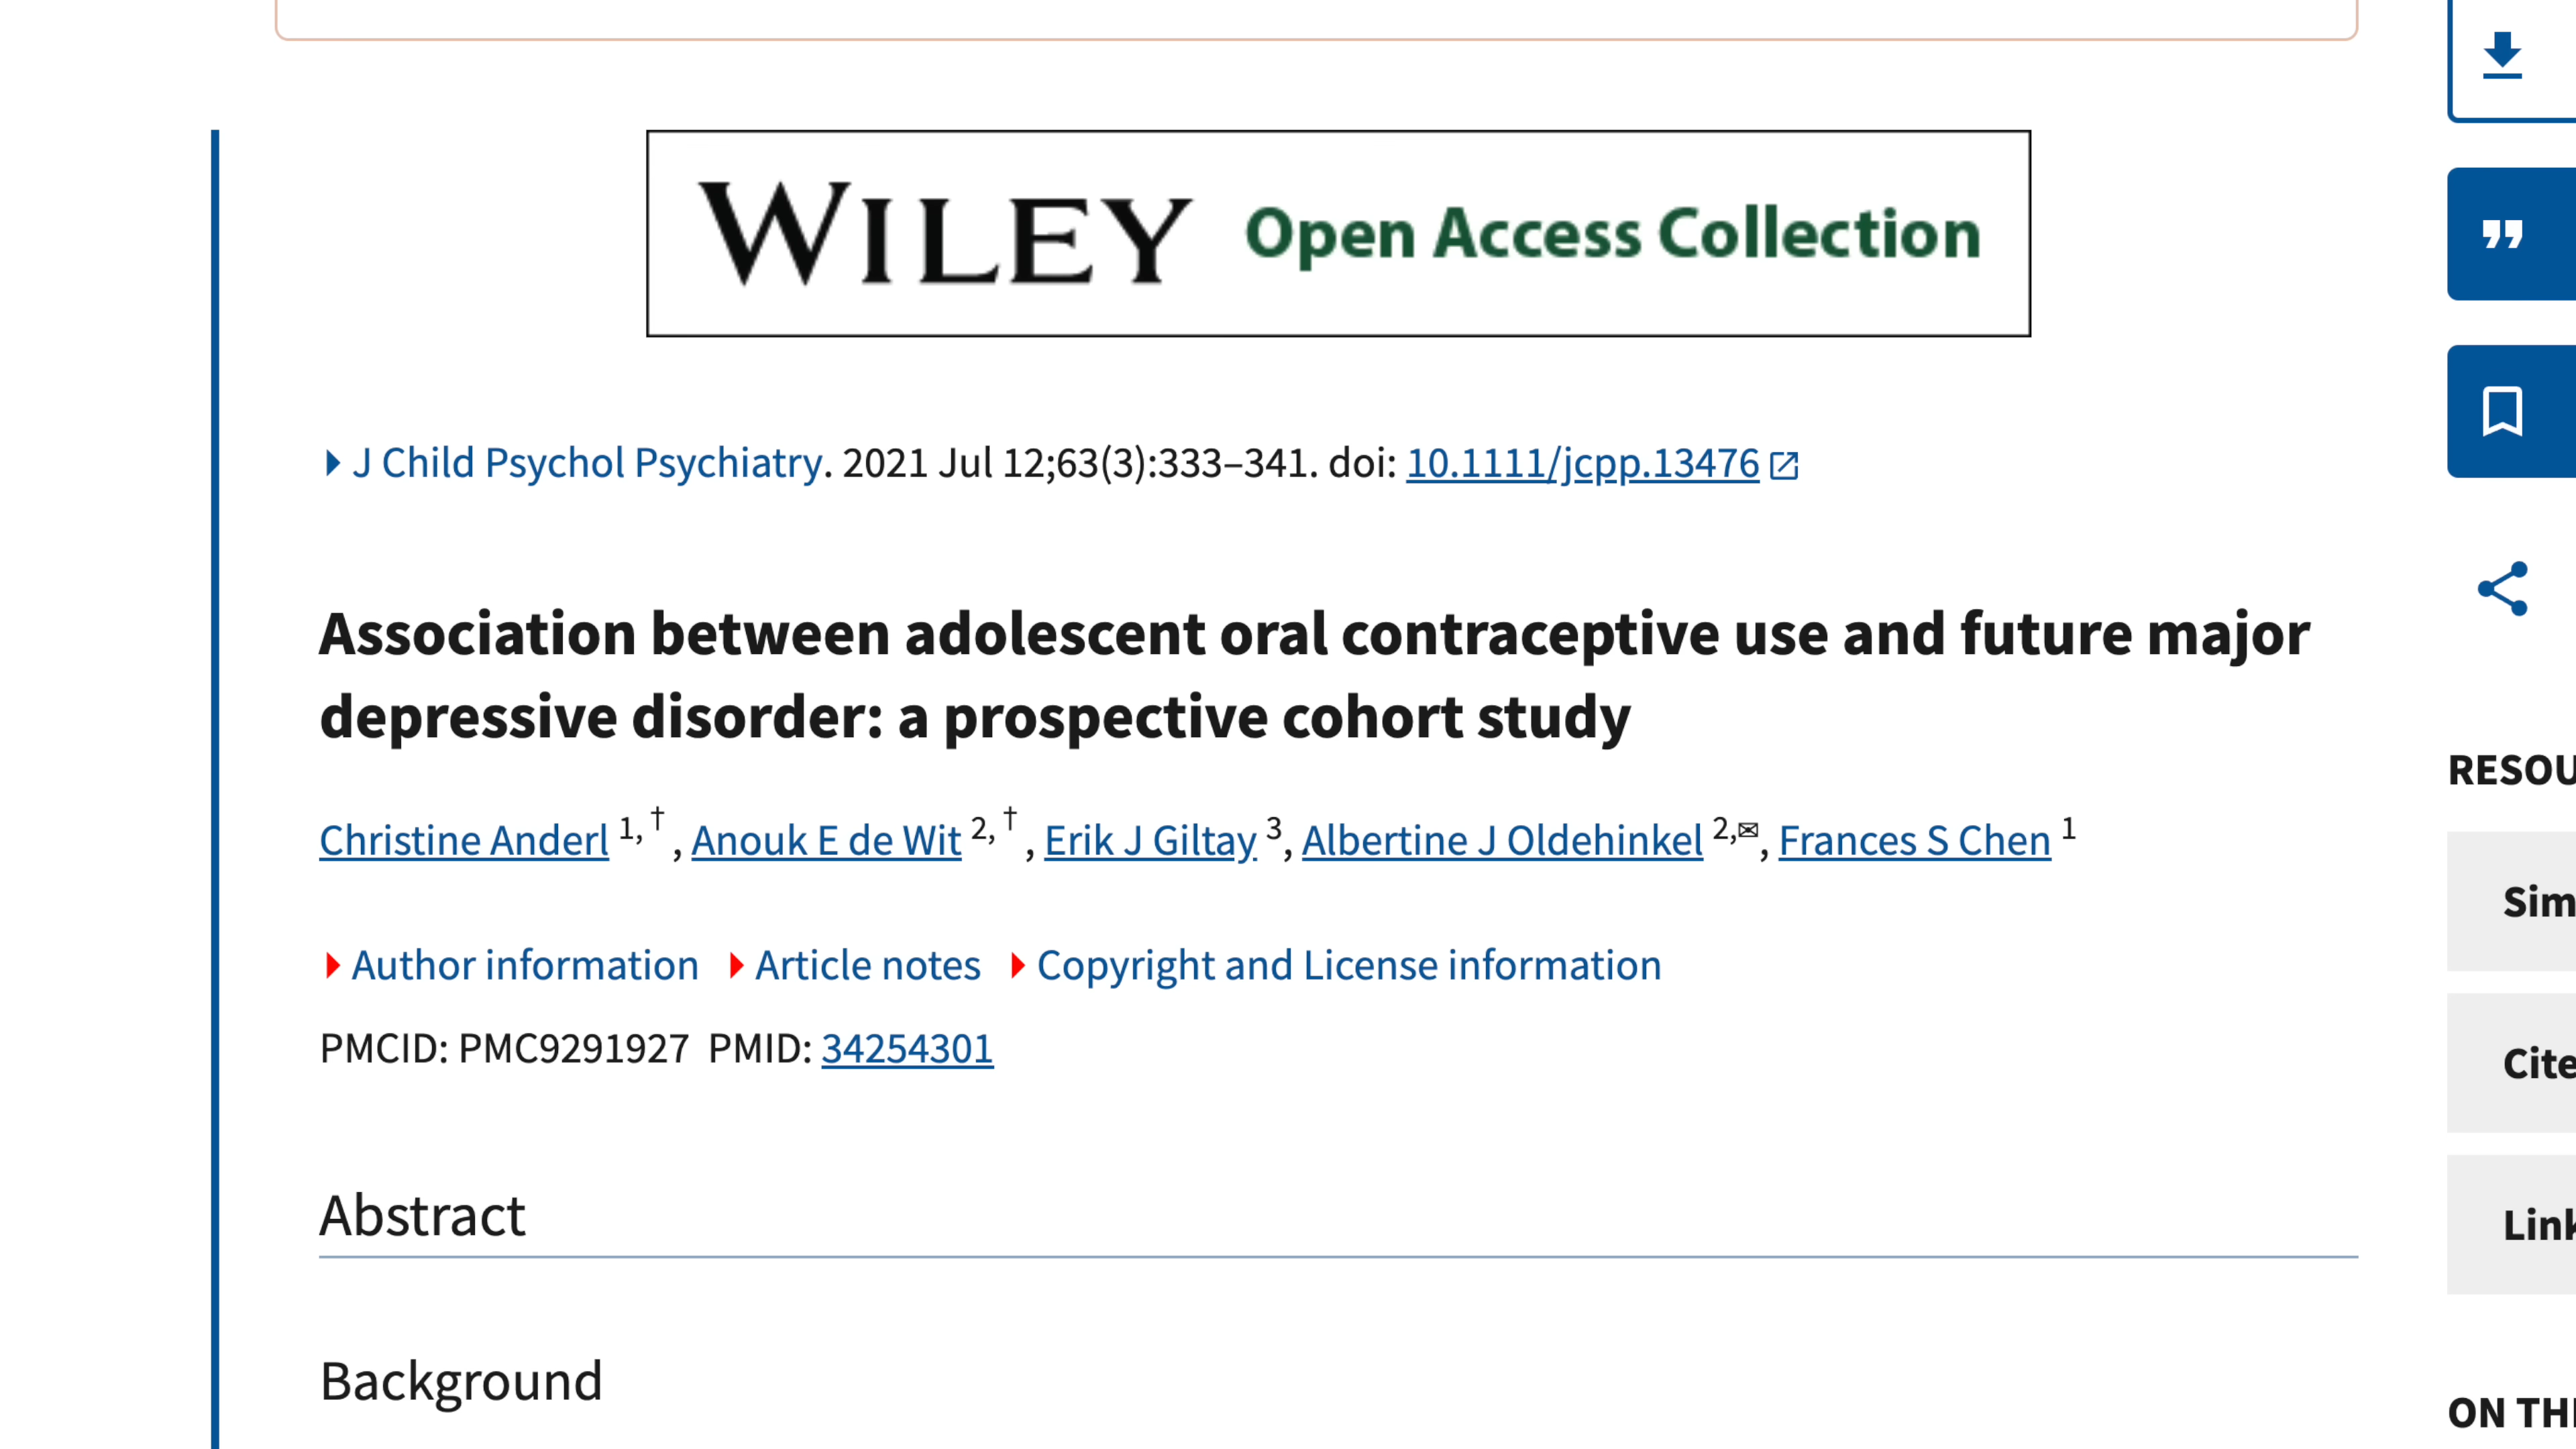 WILEY Open Access Collection
J Child Psychol Psychiatry. 2021 Jul 12;63(3):333–341. doi: 10.1111/jcpp.13476
Association between adolescent oral contraceptive use and future major
depressive disorder: a prospective cohort study
Christine Anderl 1, †, Anouk E de Wit 2, †, Erik J Giltay 3, Albertine J Oldehinkel 2,✉, Frances S Chen 1
Author information Article notes Copyright and License information
PMCID: PMC9291927 PMID: 34254301
Abstract
Background
RESOU
Sim
Cite
Link
ON TH